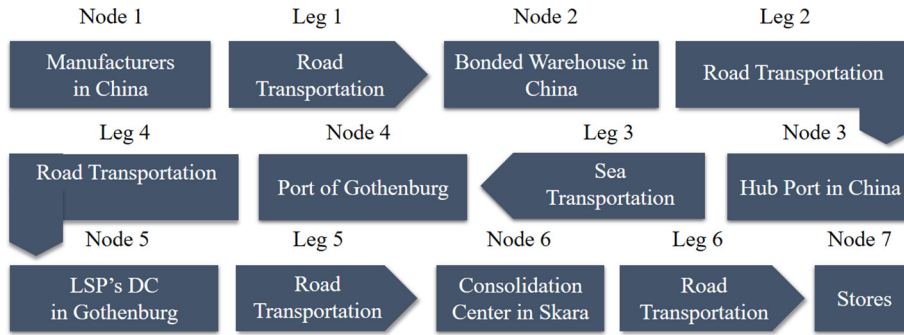 Node 1
Leg 1
Node 2
Leg 2
Manufacturers
in China
Road
Transportation
Bonded Warehouse in
China
Road Transportation
Leg 4
Node 4
Leg 3
Node 3
Road Transportation
Port of Gothenburg
Sea
Transportation
Hub Port in China
Node 5
Leg 5
Node 6
Leg 6
Node 7
LSP's DC
in Gothenburg
Road
Transportation
Consolidation
Center in Skara
Road
Transportation
Stores